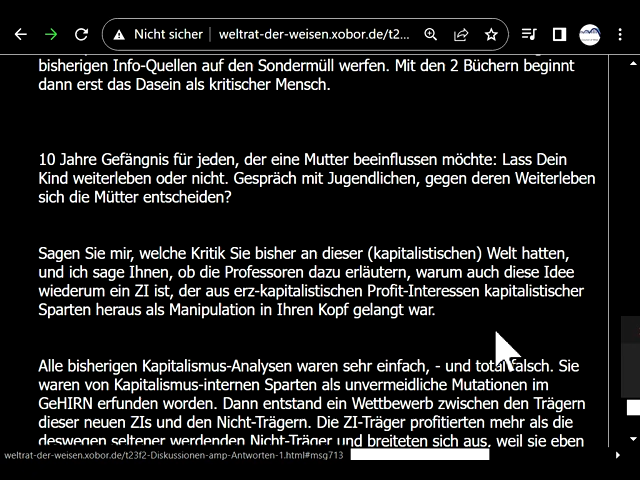 Nicht sicher
weltrat-der-weisen.xobor.de/t2...
bisherigen Info-Quellen auf den Sondermüll werfen. Mit den 2 Büchern beginnt
dann erst das Dasein als kritischer Mensch.
10 Jahre Gefängnis für jeden, der eine Mutter beeinflussen möchte: Lass Dein
Kind weiterleben oder nicht. Gespräch mit Jugendlichen, gegen deren Weiterleben
sich die Mütter entscheiden?
Sagen Sie mir, welche Kritik Sie bisher an dieser (kapitalistischen) Welt hatten,
und ich sage Ihnen, ob die Professoren dazu erläutern, warum auch diese Idee
wiederum ein ZI ist, der aus erz-kapitalistischen Profit-Interessen kapitalistischer
Sparten heraus als Manipulation in Ihren Kopf gelangt war.
Alle bisherigen Kapitalismus-Analysen waren sehr einfach, - und total falsch. Sie
waren von Kapitalismus-internen Sparten als unvermeidliche Mutationen im
GeHIRN erfunden worden. Dann entstand ein Wettbewerb zwischen den Trägern
dieser neuen ZIs und den Nicht-Trägern. Die ZI-Träger profitierten mehr als die
deswegen seltener werdenden Nicht-Träger und breiteten sich aus, weil sie eben
weltrat-der-weisen.xobor.de/t23f2-Diskussionen-amp-Antworten-1.html#msg713